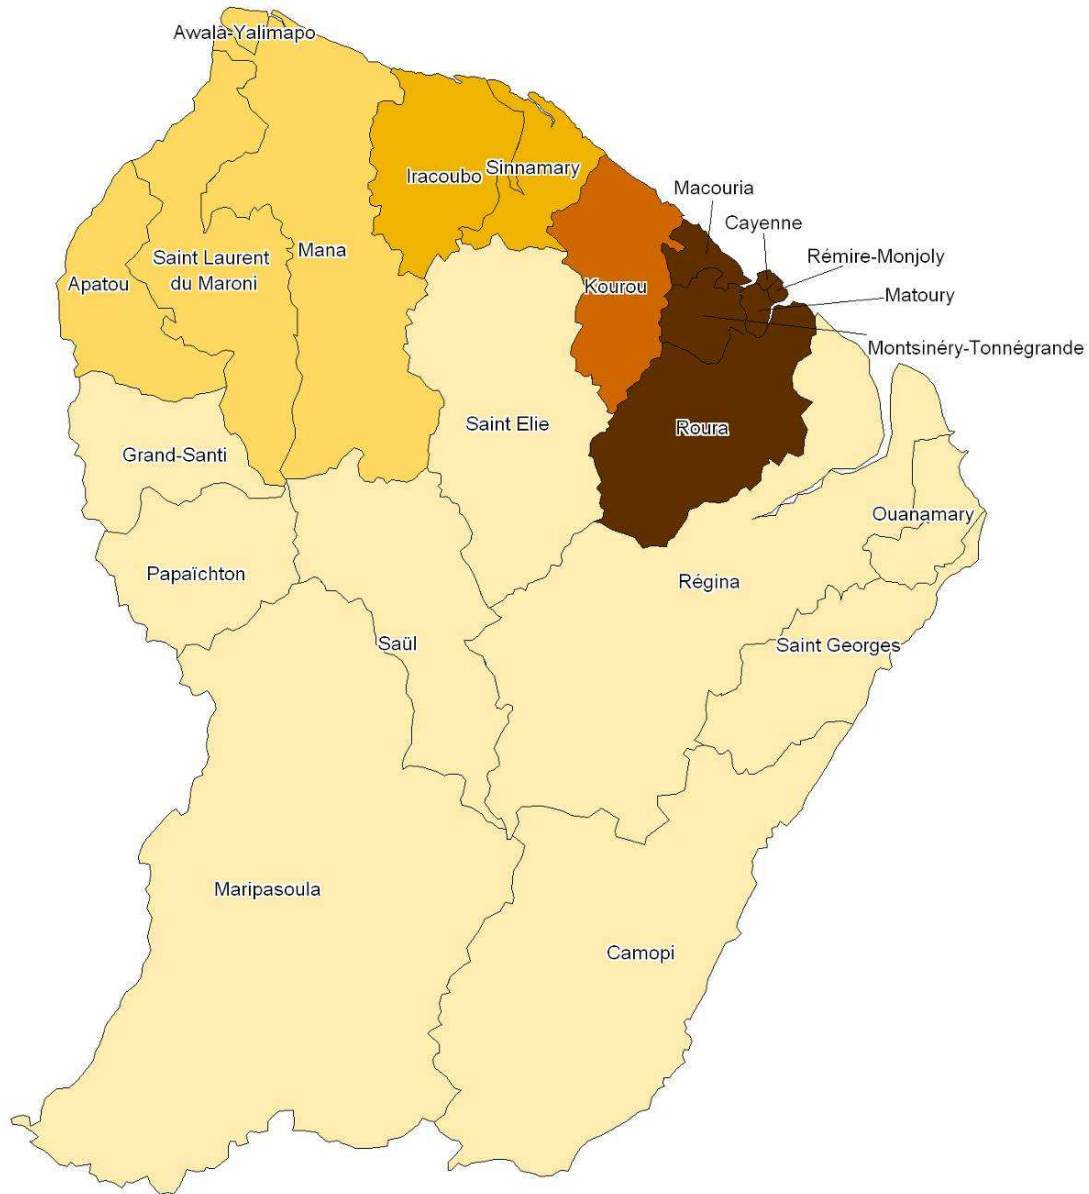 Awala-Yalimapo
Iracoubo
Sinnamary
Macouria
Cayenne
Rémire-Monjoly
Matoury
Montsinéry-Tonnégrande
Saint Laurent
du Maroni
Mana
Apatou
Kourou
Saint Elie
Roura
Grand-Santi
Ouanamary
Papaïchton
Régina
Saül
Saint Georges
Maripasoula
Camopi